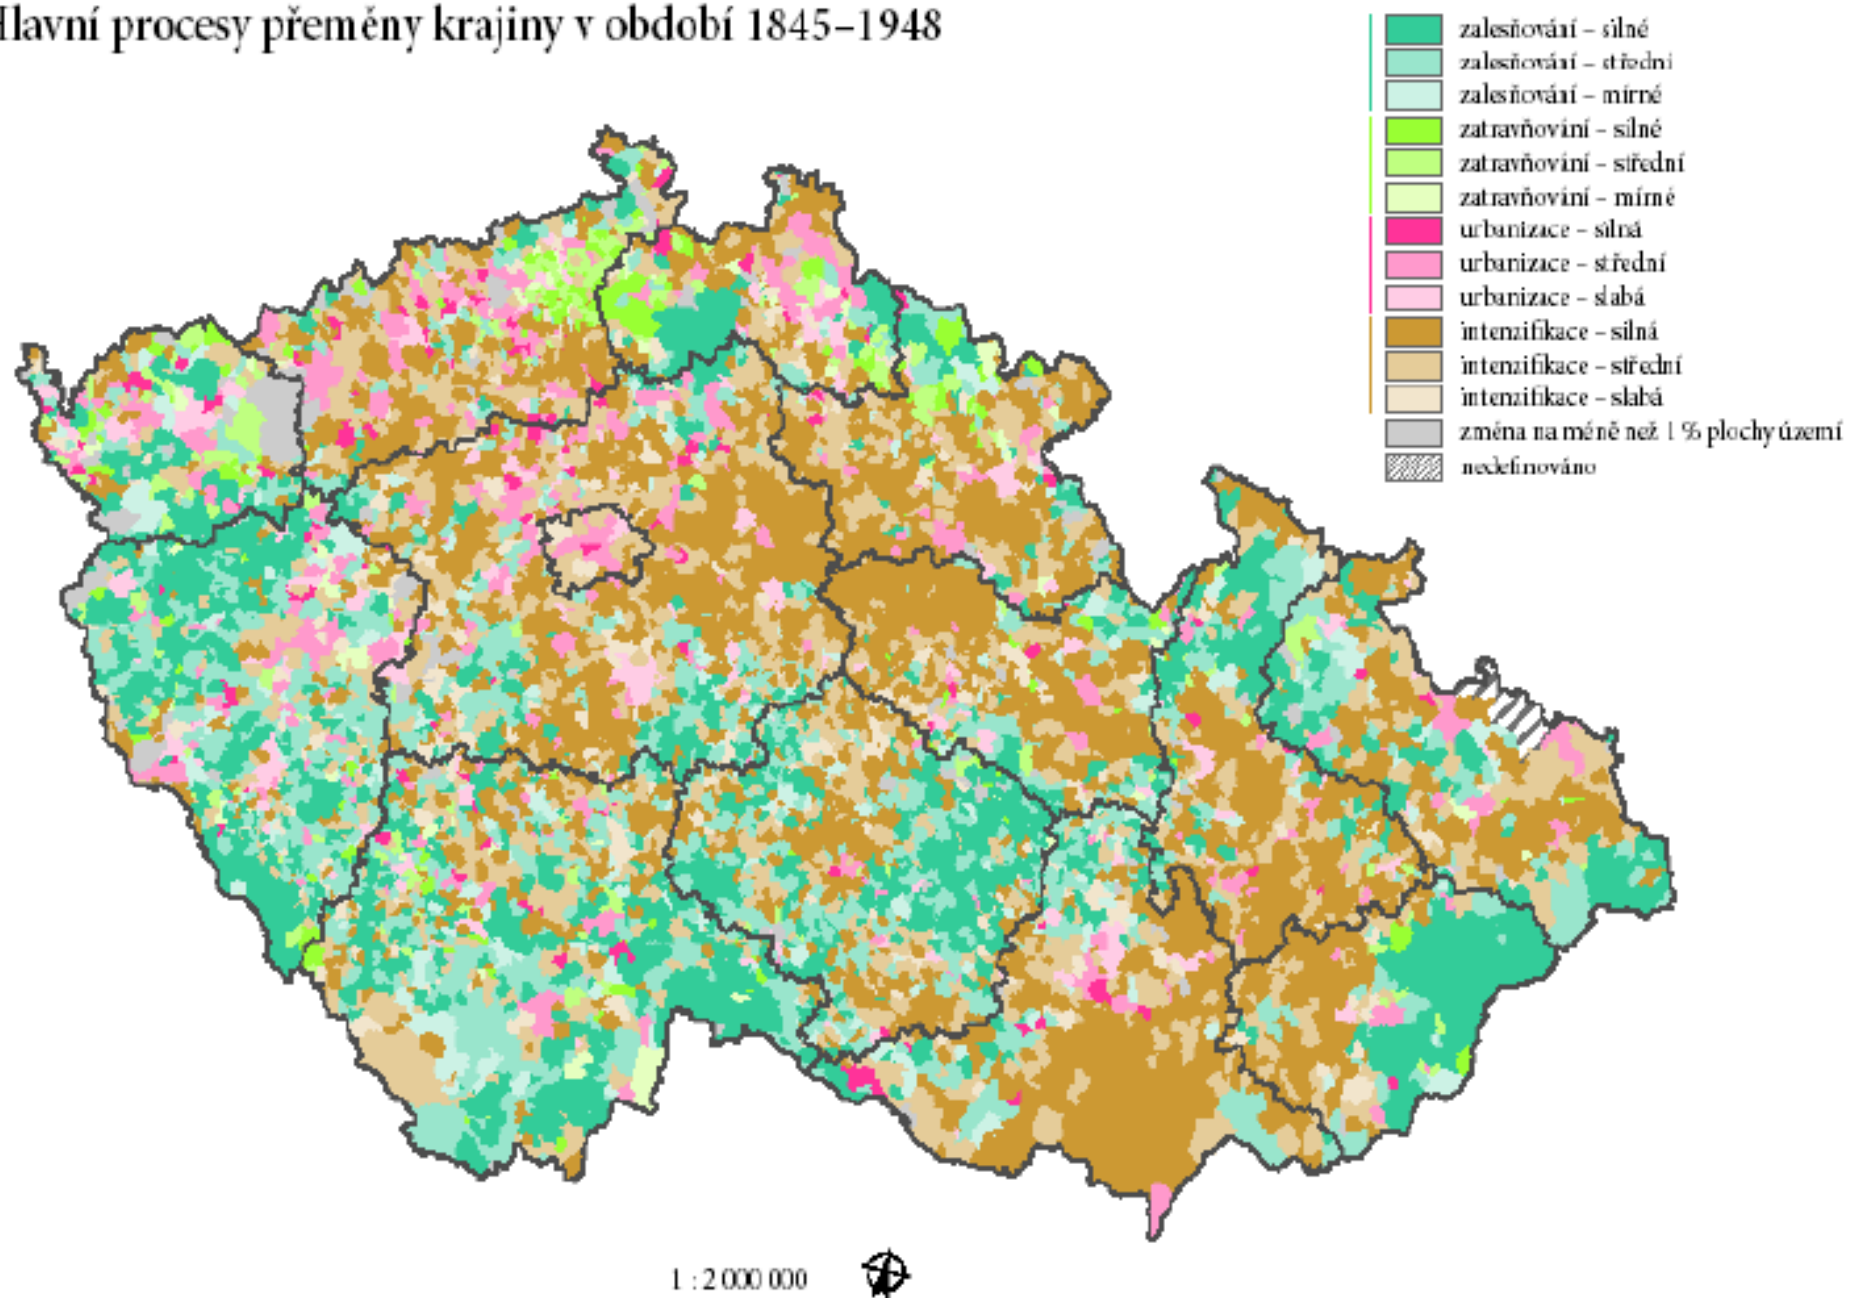 Hlavní procesy přeměny krajiny v období 1845–1948
zalesňování – silné
zalesňování – střední
zalesňování – mírné
zatravňování – silné
zatravňování – střední
zatravňování – mírné
urbanizace – silná
urbanizace – střední
urbanizace – slabá
intenzifikace – silná
intenzifikace – střední
intenzifikace – slabá
změna na méně než 1 % plochy území
nedefinováno
1 : 2 000 000